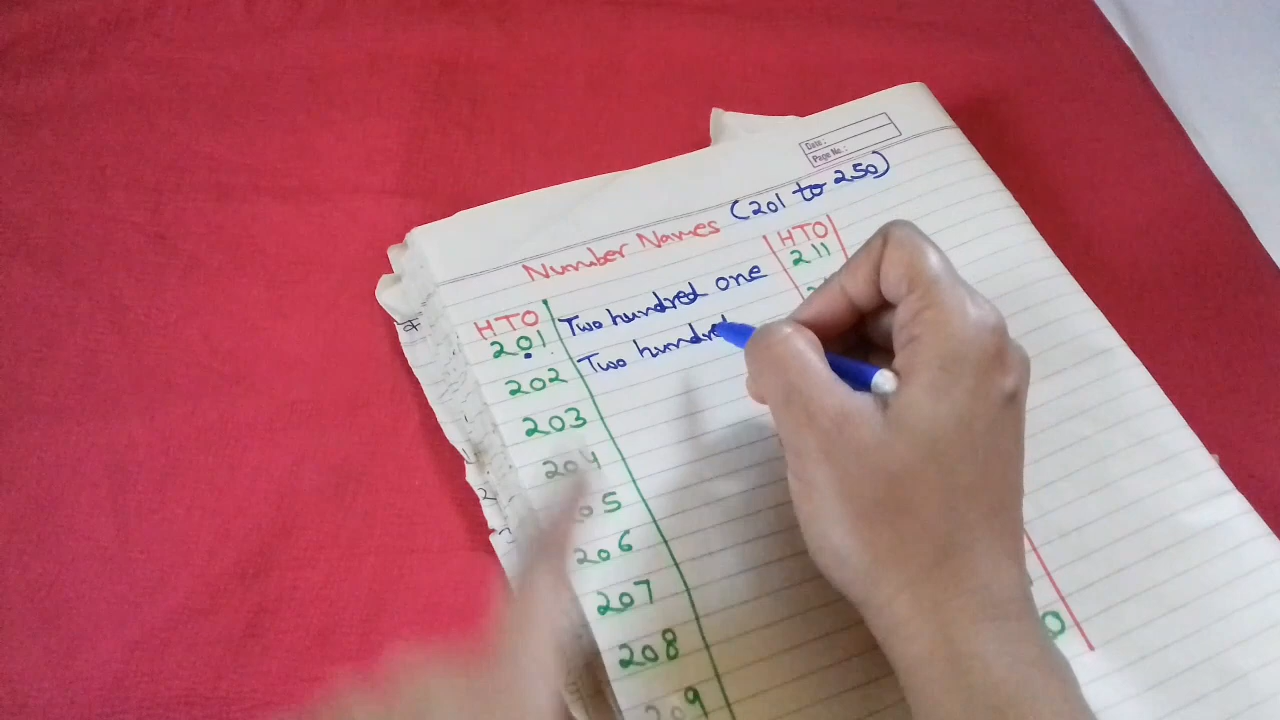 Date:
Page No.:
Number Names (201 to 250)
HTO HTO
201 Two hundred one 211
202 Two hundred
203
204
205
206
207
208
209